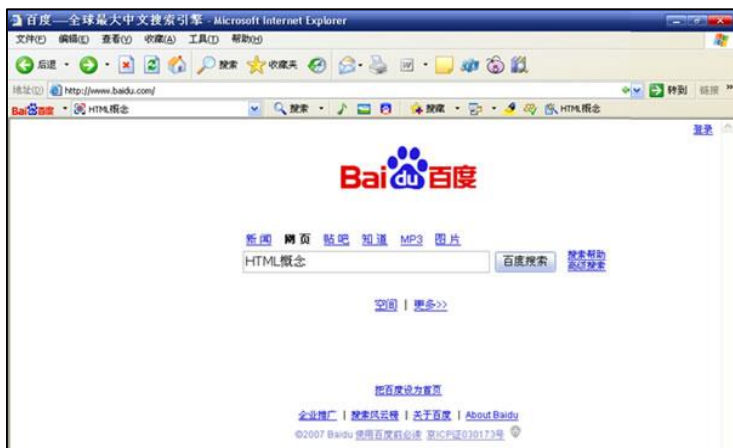 百度——全球最大中文搜索引擎 - Microsoft Internet Explorer
文件(F) 编辑(E) 查看(V) 收藏(A) 工具(T) 帮助(H)
后退 搜索 收藏夹
地址(D) http://www.baidu.com/ 转到 链接 »
Bai百度 HTML概念 搜索 搜藏 HTML概念
登录
Bai du 百度
新闻 网页 贴吧 知道 MP3 图片
HTML概念 百度搜索 搜索帮助
高级搜索
空间 | 更多>>
把百度设为首页
企业推广 | 搜索风云榜 | 关于百度 | About Baidu
©2007 Baidu 使用百度前必读 京ICP证030173号